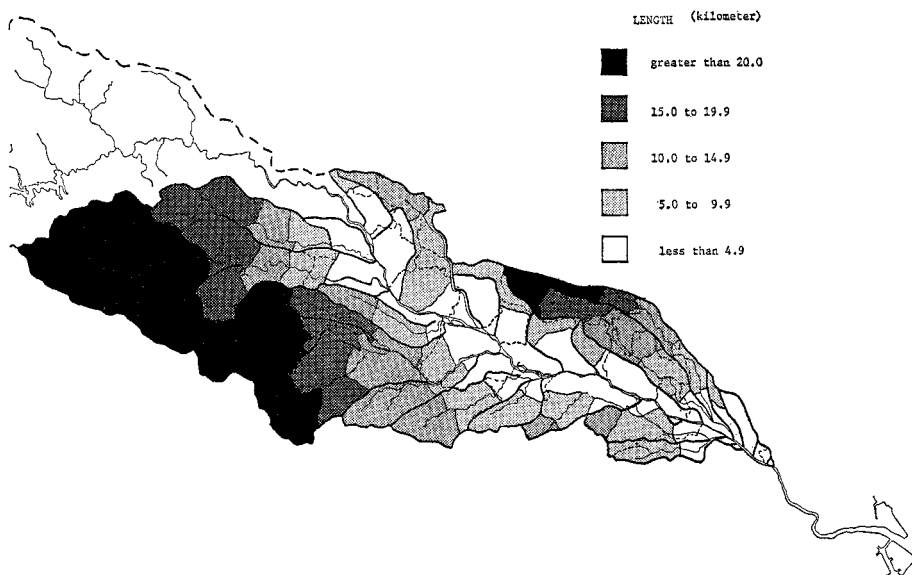 LENGTH (kilometer)
greater than 20.0
15.0 to 19.9
10.0 to 14.9
5.0 to 9.9
less than 4.9